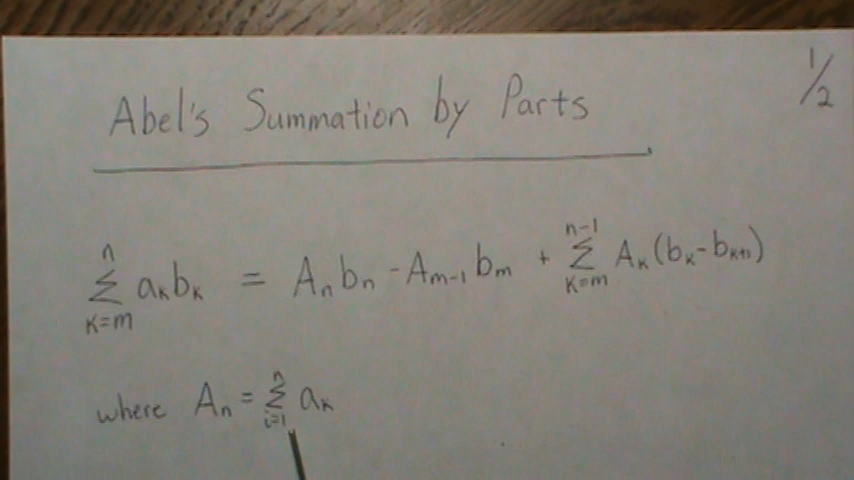 Abel's Summation by Parts
1/2
n n-1
∑ aₖbₖ = Aₙbₙ - Aₘ₋₁bₘ + ∑ Aₖ(bₖ-bₖ₊₁)
k=m k=m
n
where Aₙ = ∑ aₖ
i=1